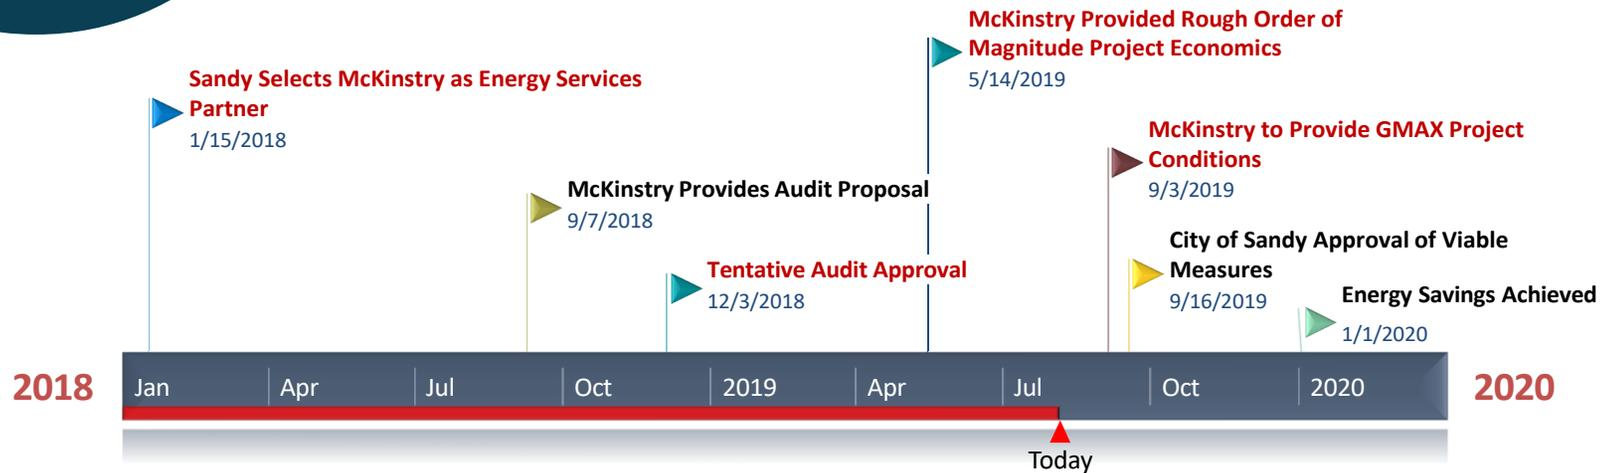 McKinstry Provided Rough Order of
Magnitude Project Economics
5/14/2019
Sandy Selects McKinstry as Energy Services
Partner
1/15/2018
McKinstry to Provide GMAX Project
Conditions
9/3/2019
McKinstry Provides Audit Proposal
9/7/2018
City of Sandy Approval of Viable
Measures
9/16/2019
Tentative Audit Approval
12/3/2018
Energy Savings Achieved
1/1/2020
2018 Jan Apr Jul Oct 2019 Apr Jul Oct 2020 2020
Today